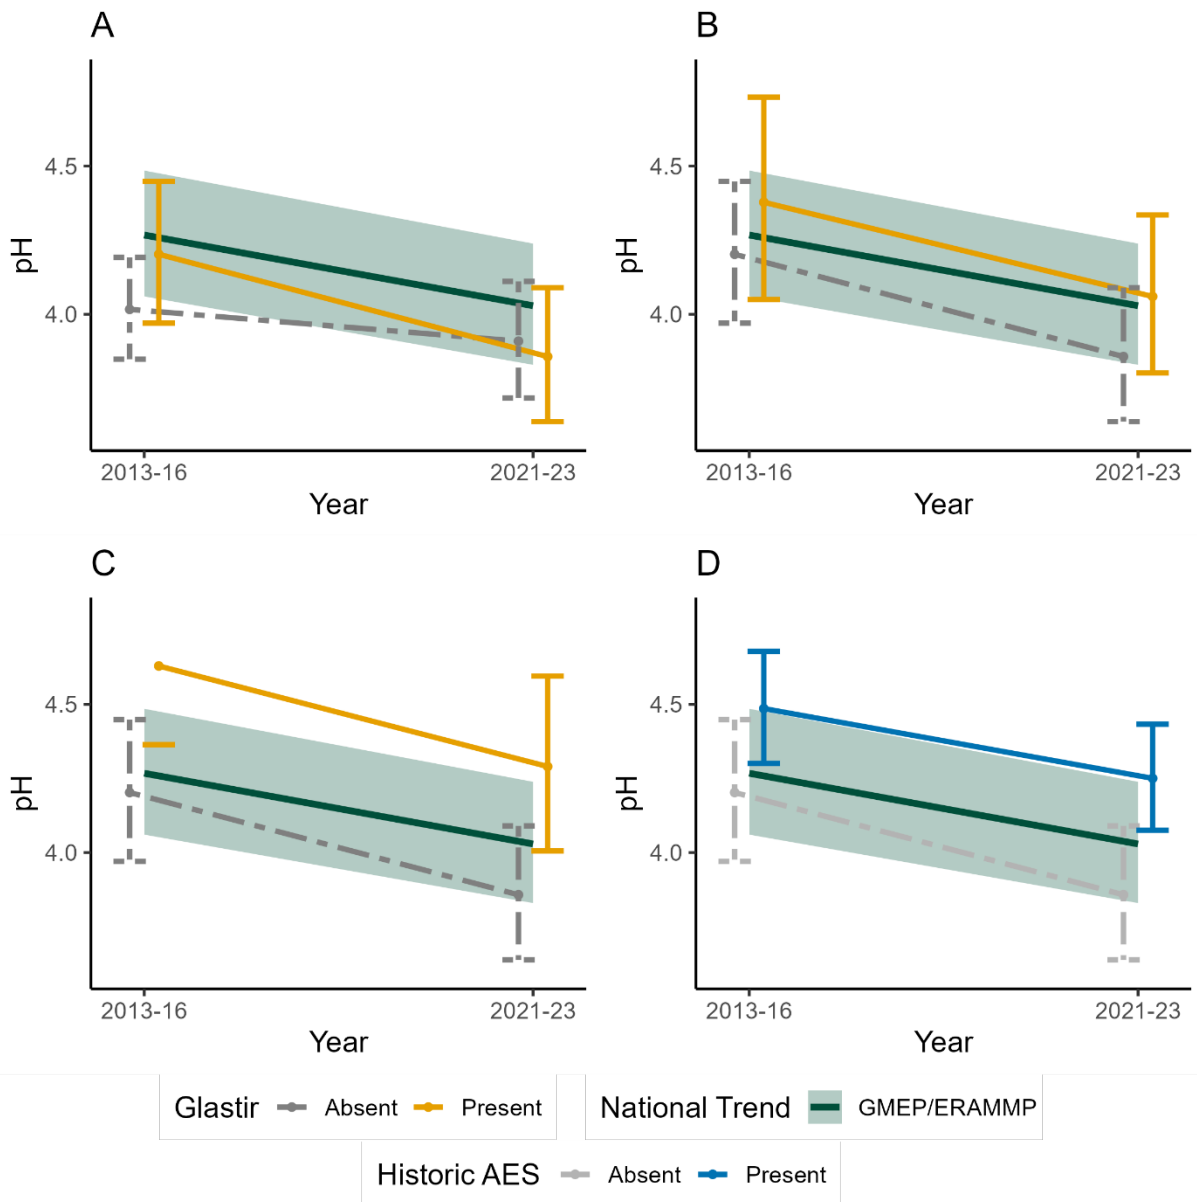 A
pH
4.5
4.0
2013-16
2021-23
Year
B
pH
4.5
4.0
2013-16
2021-23
Year
C
pH
4.5
4.0
2013-16
2021-23
Year
D
pH
4.5
4.0
2013-16
2021-23
Year
Glastir Absent Present
National Trend GMEP/ERAMMP
Historic AES Absent Present